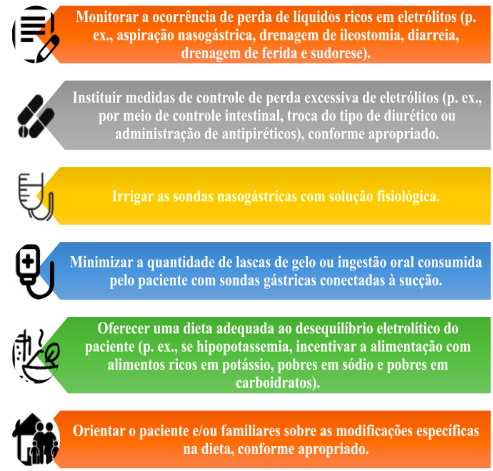 Monitorar a ocorrência de perda de líquidos ricos em eletrólitos (p.
ex., aspiração nasogástrica, drenagem de ileostomia, diarreia,
drenagem de ferida e sudorese).
Instituir medidas de controle de perda excessiva de eletrólitos (p. ex.,
por meio de controle intestinal, troca do tipo de diurético ou
administração de antipiréticos), conforme apropriado.
Irrigar as sondas nasogástricas com solução fisiológica.
Minimizar a quantidade de lascas de gelo ou ingestão oral consumida
pelo paciente com sondas gástricas conectadas à sucção.
Oferecer uma dieta adequada ao desequilíbrio eletrolítico do
paciente (p. ex., se hipopotassemia, incentivar a alimentação com
alimentos ricos em potássio, pobres em sódio e pobres em
carboidratos).
Orientar o paciente e/ou familiares sobre as modificações específicas
na dieta, conforme apropriado.